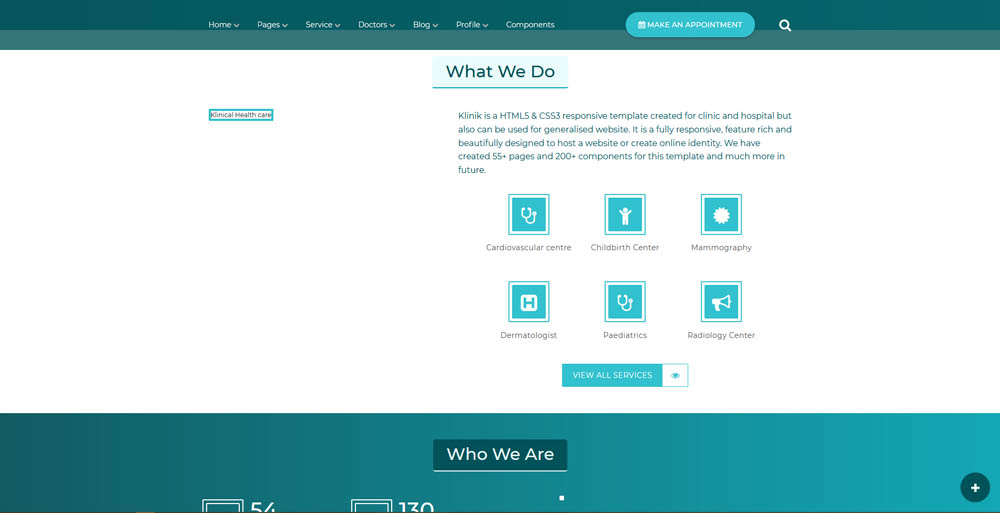 Home Pages Service Doctors Blog Profile Components MAKE AN APPOINTMENT
What We Do
Klinical Health care
Klinik is a HTML5 & CSS3 responsive template created for clinic and hospital but
also can be used for generalised website. It is a fully responsive, feature rich and
beautifully designed to host a website or create online identity. We have
created 55+ pages and 200+ components for this template and much more in
future.
Cardiovascular centre Childbirth Center Mammography
Dermatologist Paediatrics Radiology Center
VIEW ALL SERVICES
Who We Are
54 130